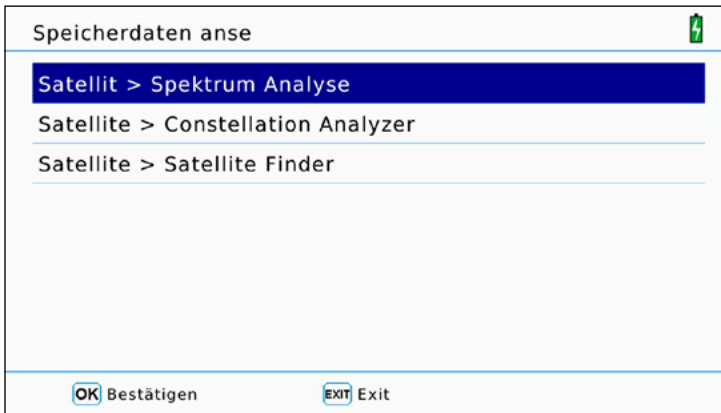 Speicherdaten anse
Satellit > Spektrum Analyse
Satellite > Constellation Analyzer
Satellite > Satellite Finder
OK Bestätigen EXIT Exit